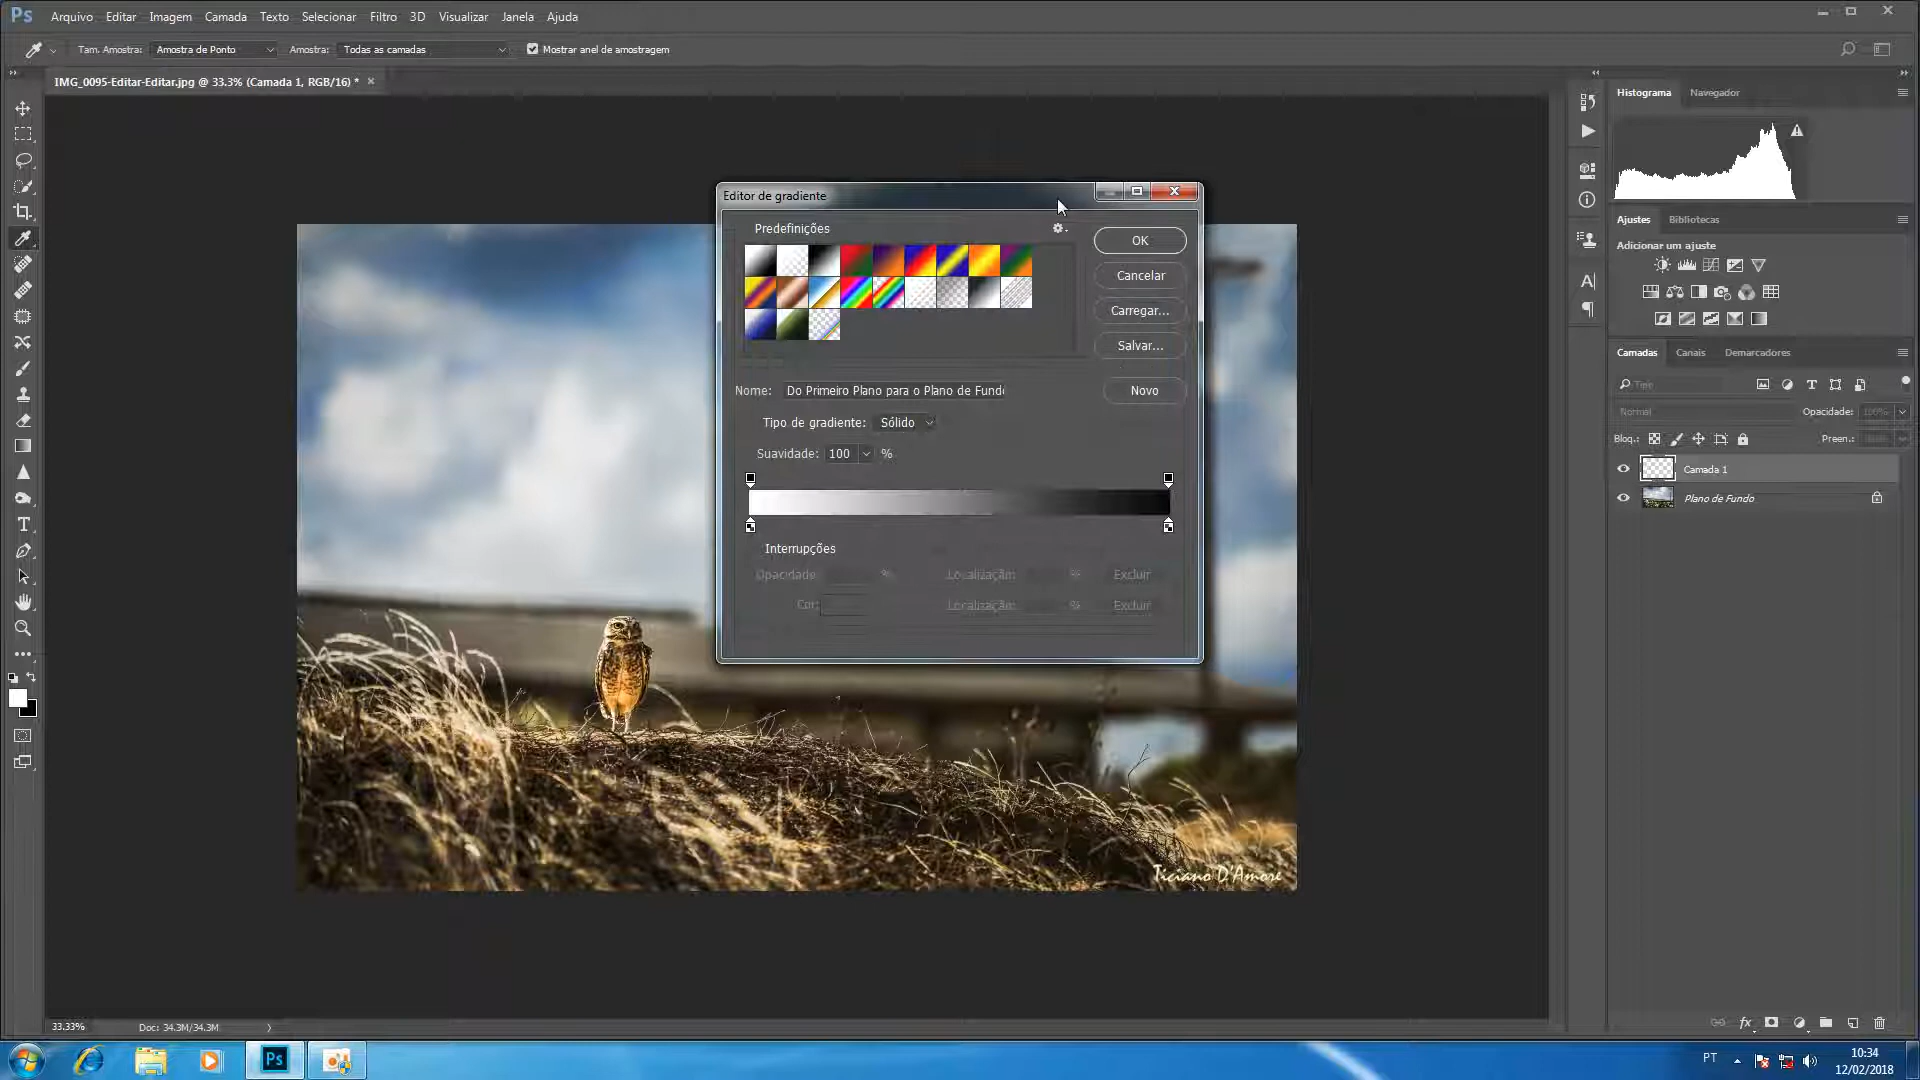 Ps Arquivo Editar Imagem Camada Texto Selecionar Filtro 3D Visualizar Janela Ajuda
Tam. Amostra: Amostra de Ponto Amostra: Todas as camadas Mostrar anel de amostragem
IMG_0095-Editar-Editar.jpg @ 33.3% (Camada 1, RGB/16) *
Histograma Navegador
Editor de gradiente
Predefinições
OK
Cancelar
Carregar...
Salvar...
Nome: Do Primeiro Plano para o Plano de Fund
Novo
Tipo de gradiente: Sólido
Suavidade: 100 %
Interrupções
Opacidade: % Localização: % Excluir
Cor: Localização: % Excluir
Ajustes Bibliotecas
Adicionar um ajuste
Camadas Canais Demarcadores
Tipo
Normal Opacidade: 100%
Bloq.: Preen.:
Camada 1
Plano de Fundo
Ticiano D'Amore
33.33% Doc: 34.3M/34.3M
Ps
PT
10:34
12/02/2018